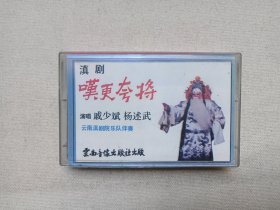 滇剧
嘆更夸将
演唱 戚少斌 杨述武
云南滇剧院乐队伴奏
雲南音像出版社出版